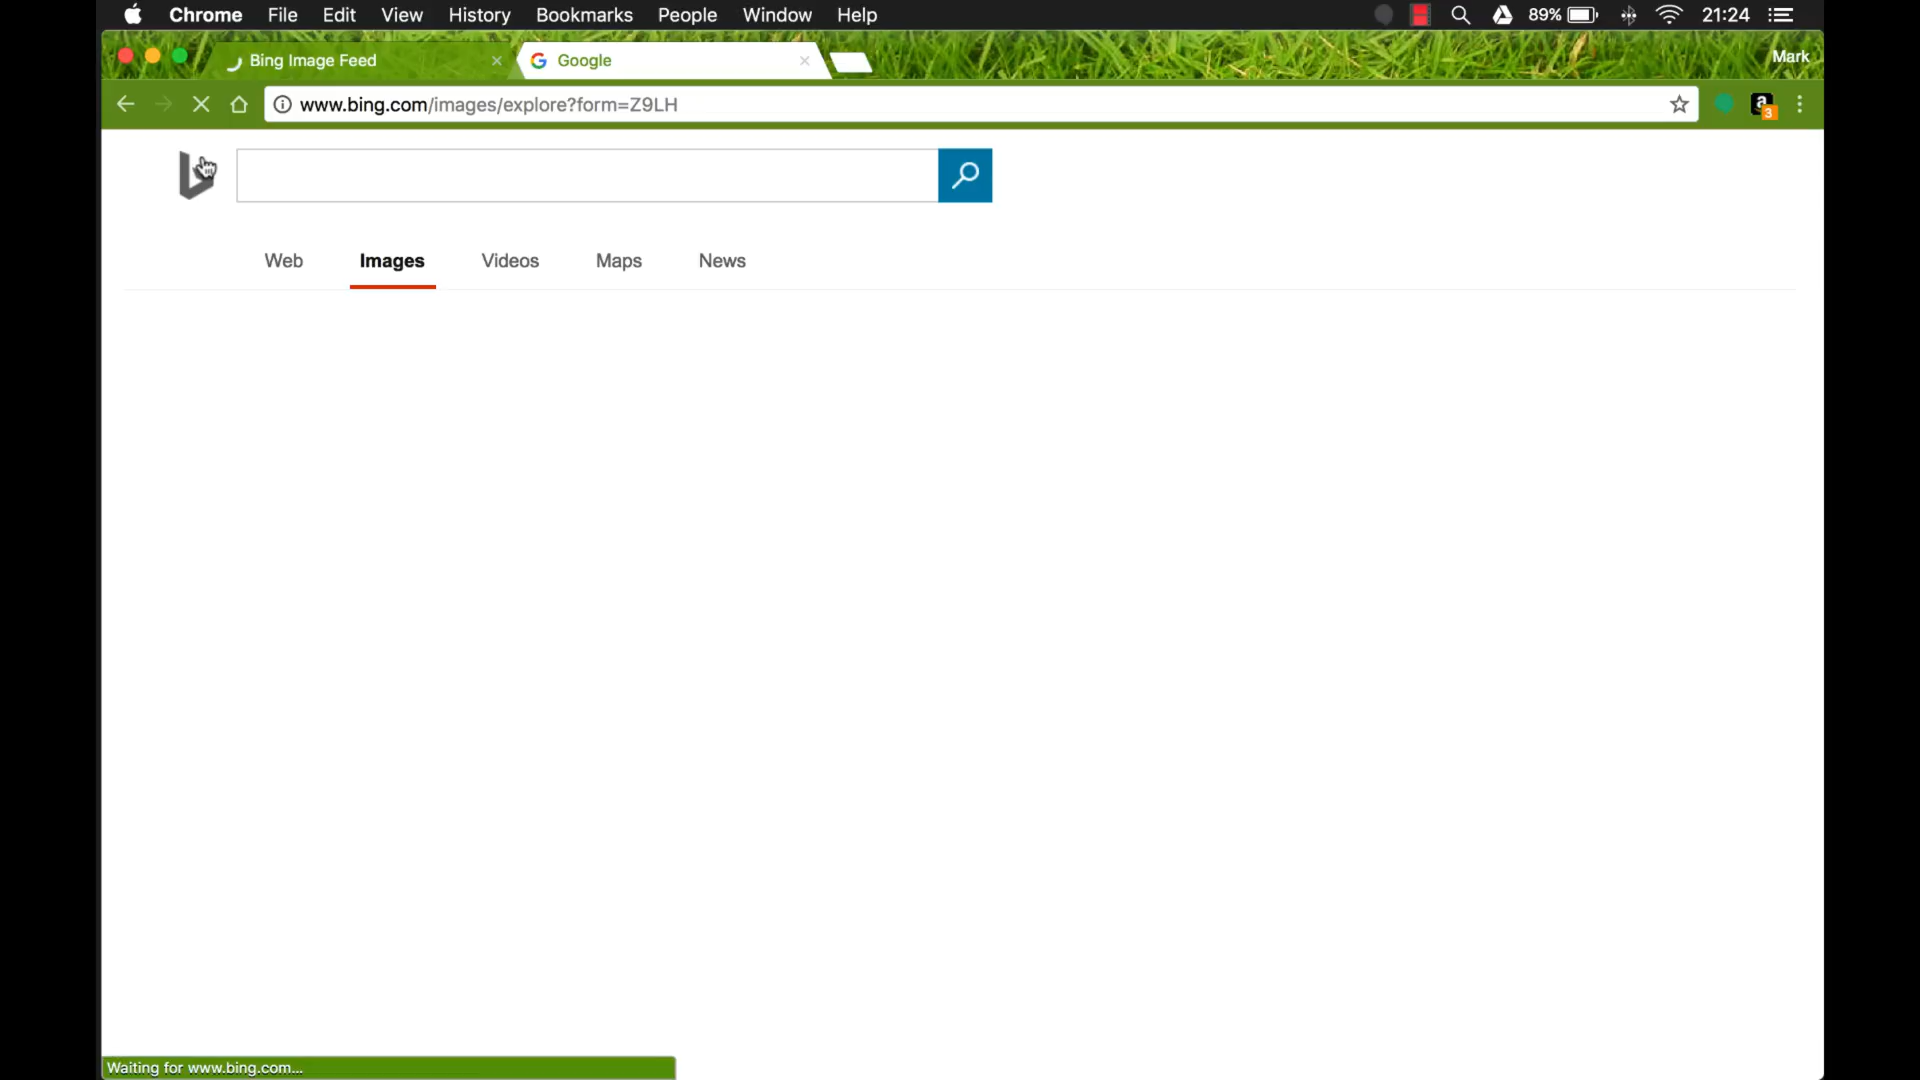 Chrome File Edit View History Bookmarks People Window Help 89% 21:24
Bing Image Feed Google Mark
www.bing.com/images/explore?form=Z9LH a 3
Web Images Videos Maps News
Waiting for www.bing.com...